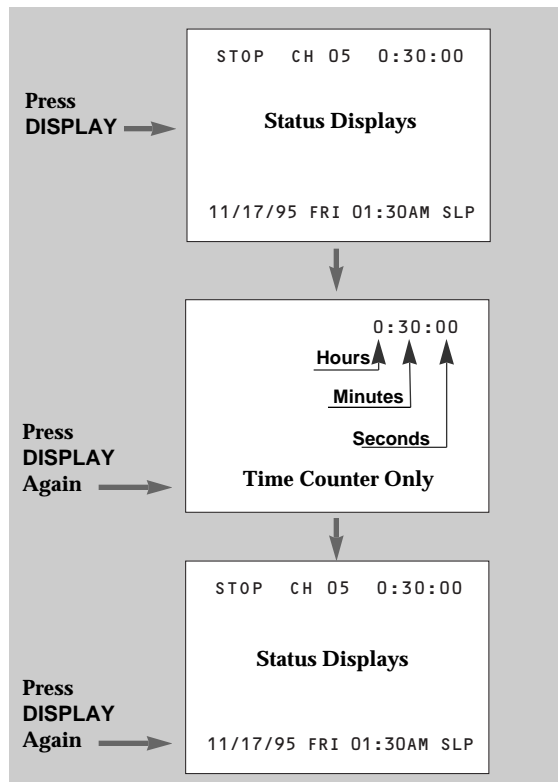 STOP CH 05 0:30:00
Press
DISPLAY
Status Displays
11/17/95 FRI 01:30AM SLP
0:30:00
Hours
Minutes
Seconds
Press
DISPLAY
Again
Time Counter Only
STOP CH 05 0:30:00
Status Displays
Press
DISPLAY
Again
11/17/95 FRI 01:30AM SLP